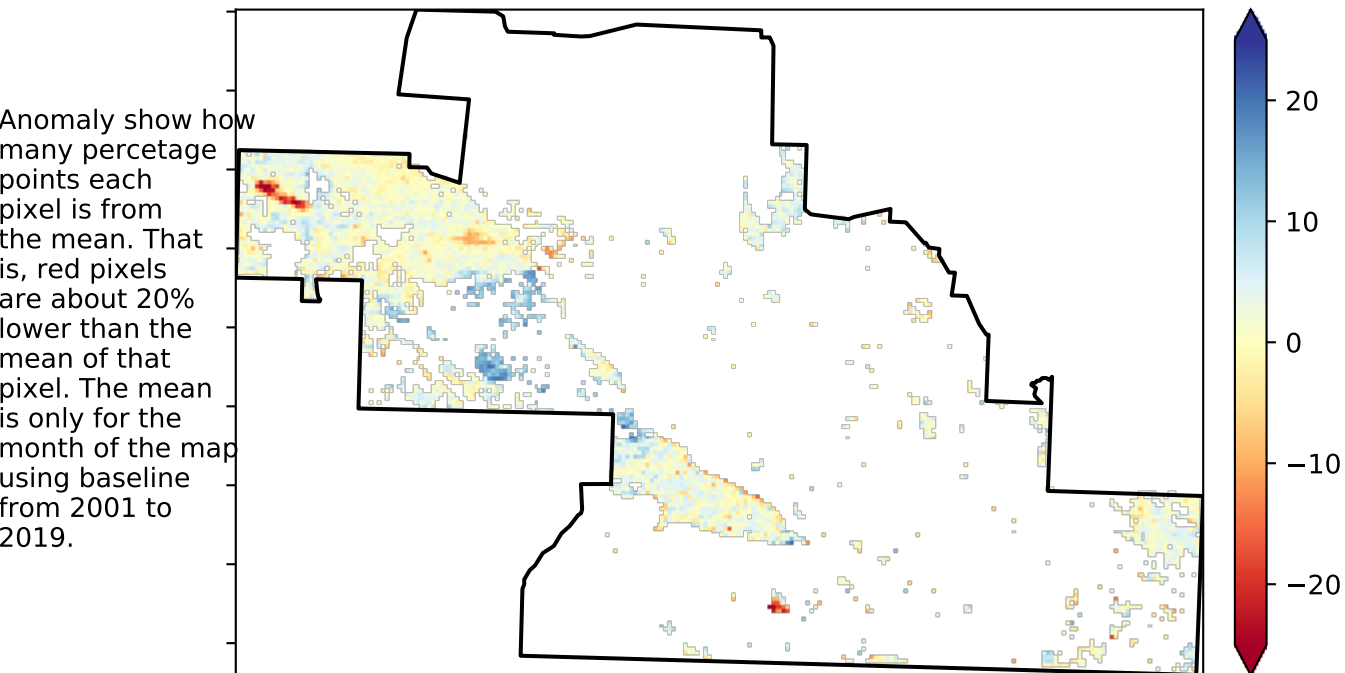 Anomaly show how
many percetage
points each
pixel is from
the mean. That
is, red pixels
are about 20%
lower than the
mean of that
pixel. The mean
is only for the
month of the map
using baseline
from 2001 to
2019.
20
10
0
−10
−20